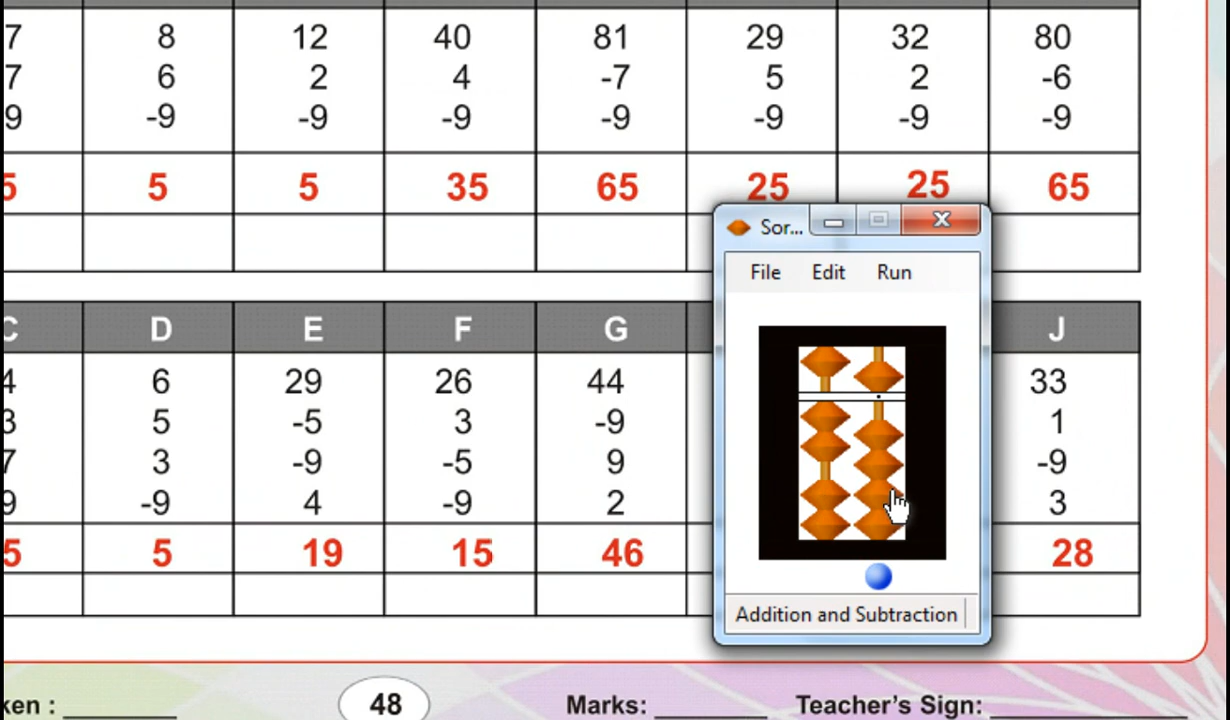 7 8 12 40 81 29 32 80
7 6 2 4 -7 5 2 -6
9 -9 -9 -9 -9 -9 -9 -9
5 5 5 35 65 25 25 65
Sor...
File Edit Run
C D E F G J
4 6 29 26 44 33
3 5 -5 3 -9 1
7 3 -9 -5 9 -9
9 -9 4 -9 2 3
5 5 19 15 46 28
Addition and Subtraction
ken : _______ 48 Marks: _______ Teacher's Sign: _______